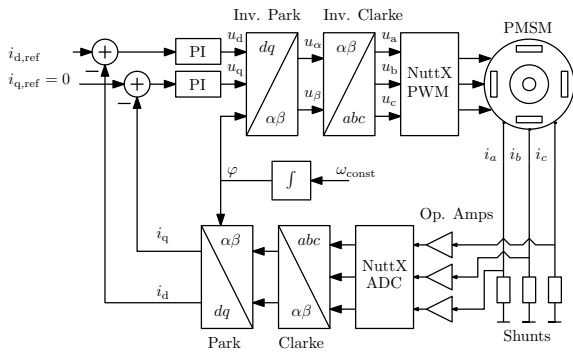 Inv. Park
Inv. Clarke
PMSM
i_d,ref
i_q,ref = 0
PI
PI
u_d
u_q
dq
αβ
u_α
u_β
αβ
abc
u_a
u_b
u_c
NuttX
PWM
φ
∫
ω_const
i_a
i_b
i_c
Op. Amps
i_q
i_d
αβ
dq
abc
αβ
NuttX
ADC
Park
Clarke
Shunts